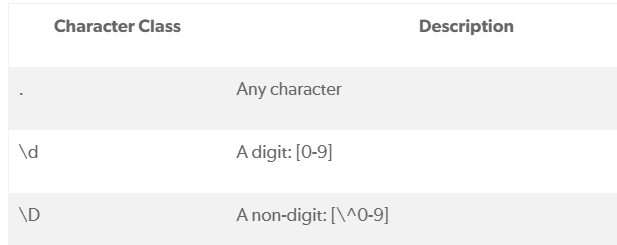 Character Class Description
. Any character
\d A digit: [0-9]
\D A non-digit: [\^0-9]